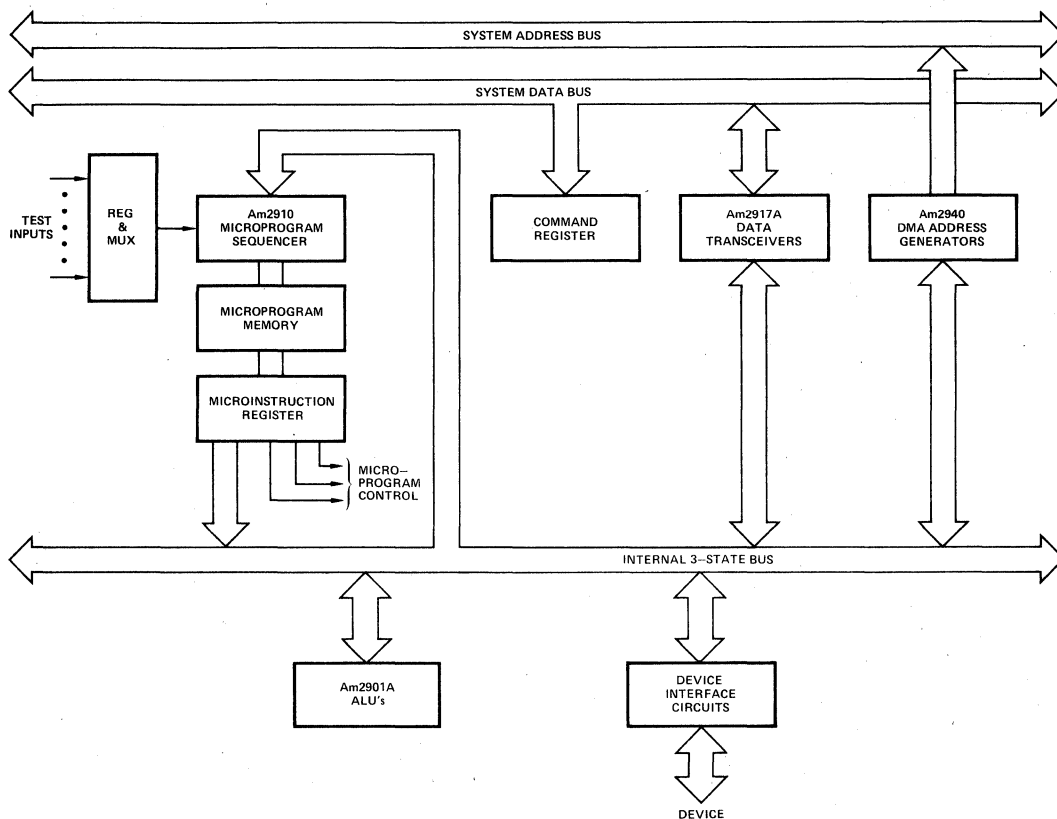 SYSTEM ADDRESS BUS
SYSTEM DATA BUS
TEST
INPUTS
REG
&
MUX
Am2910
MICROPROGRAM
SEQUENCER
COMMAND
REGISTER
Am2917A
DATA
TRANSCEIVERS
Am2940
DMA ADDRESS
GENERATORS
MICROPROGRAM
MEMORY
MICROINSTRUCTION
REGISTER
MICRO–
PROGRAM
CONTROL
INTERNAL 3–STATE BUS
Am2901A
ALU's
DEVICE
INTERFACE
CIRCUITS
DEVICE